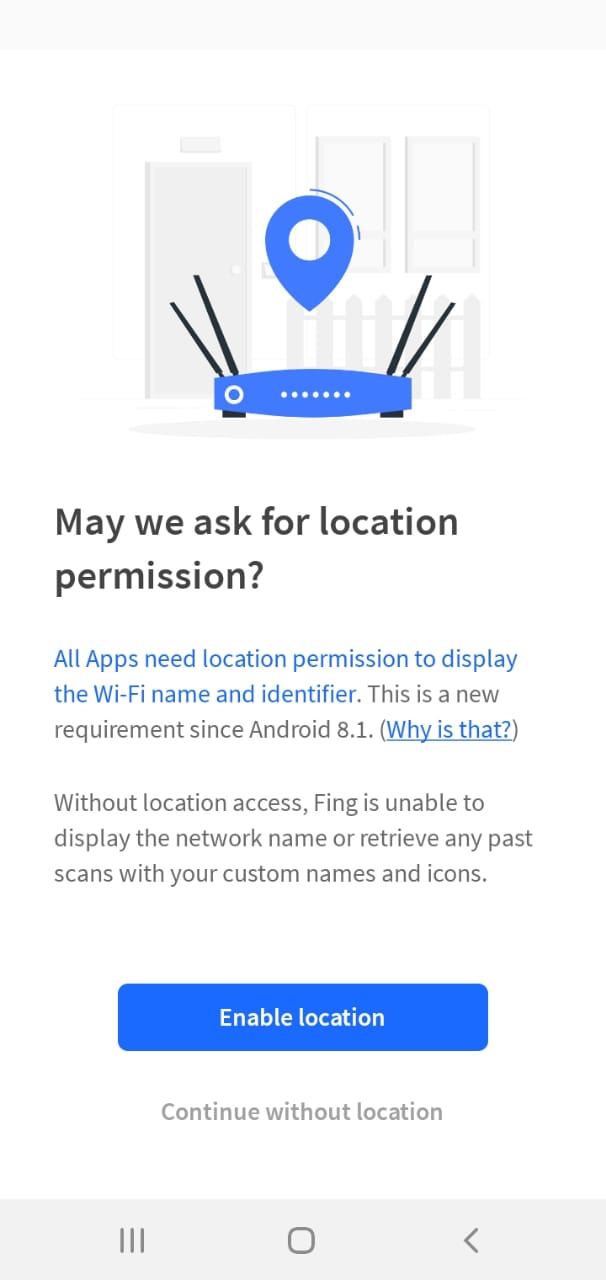 May we ask for location
permission?
All Apps need location permission to display
the Wi-Fi name and identifier. This is a new
requirement since Android 8.1. (Why is that?)
Without location access, Fing is unable to
display the network name or retrieve any past
scans with your custom names and icons.
Enable location
Continue without location